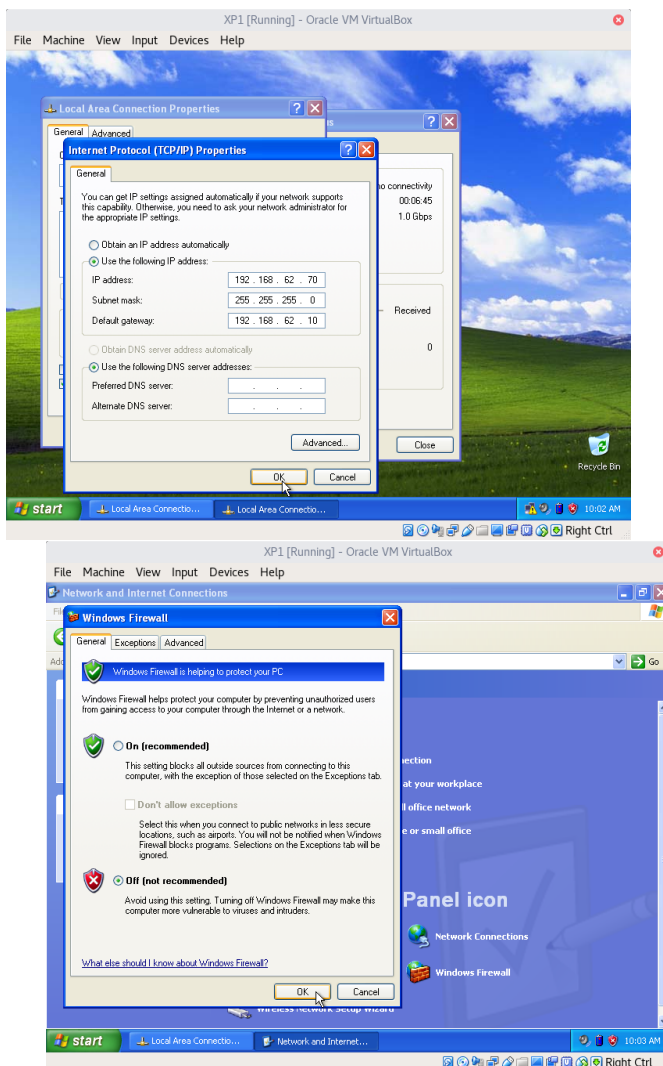 XP1 [Running] - Oracle VM VirtualBox
File Machine View Input Devices Help
Local Area Connection Properties
General Advanced
Internet Protocol (TCP/IP) Properties
General
You can get IP settings assigned automatically if your network supports
this capability. Otherwise, you need to ask your network administrator for
the appropriate IP settings.
Obtain an IP address automatically
Use the following IP address:
IP address: 192 . 168 . 62 . 70
Subnet mask: 255 . 255 . 255 . 0
Default gateway: 192 . 168 . 62 . 10
Obtain DNS server address automatically
Use the following DNS server addresses:
Preferred DNS server: . . .
Alternate DNS server: . . .
Advanced...
OK Cancel
no connectivity
00:06:45
1.0 Gbps
Received
0
Close
Recycle Bin
start Local Area Connectio... Local Area Connectio... 10:02 AM
Right Ctrl
XP1 [Running] - Oracle VM VirtualBox
File Machine View Input Devices Help
Network and Internet Connections
Windows Firewall
General Exceptions Advanced
Go
Windows Firewall is helping to protect your PC
Windows Firewall helps protect your computer by preventing unauthorized users
from gaining access to your computer through the Internet or a network.
On (recommended)
This setting blocks all outside sources from connecting to this
computer, with the exception of those selected on the Exceptions tab.
Don't allow exceptions
Select this when you connect to public networks in less secure
locations, such as airports. You will not be notified when Windows
Firewall blocks programs. Selections on the Exceptions tab will be
ignored.
Off (not recommended)
Avoid using this setting. Turning off Windows Firewall may make this
computer more vulnerable to viruses and intruders.
What else should I know about Windows Firewall?
OK Cancel
at your workplace
office network
or small office
Panel icon
Network Connections
Windows Firewall
Wireless Network Setup Wizard
start Local Area Connectio... Network and Internet... 10:03 AM
Right Ctrl